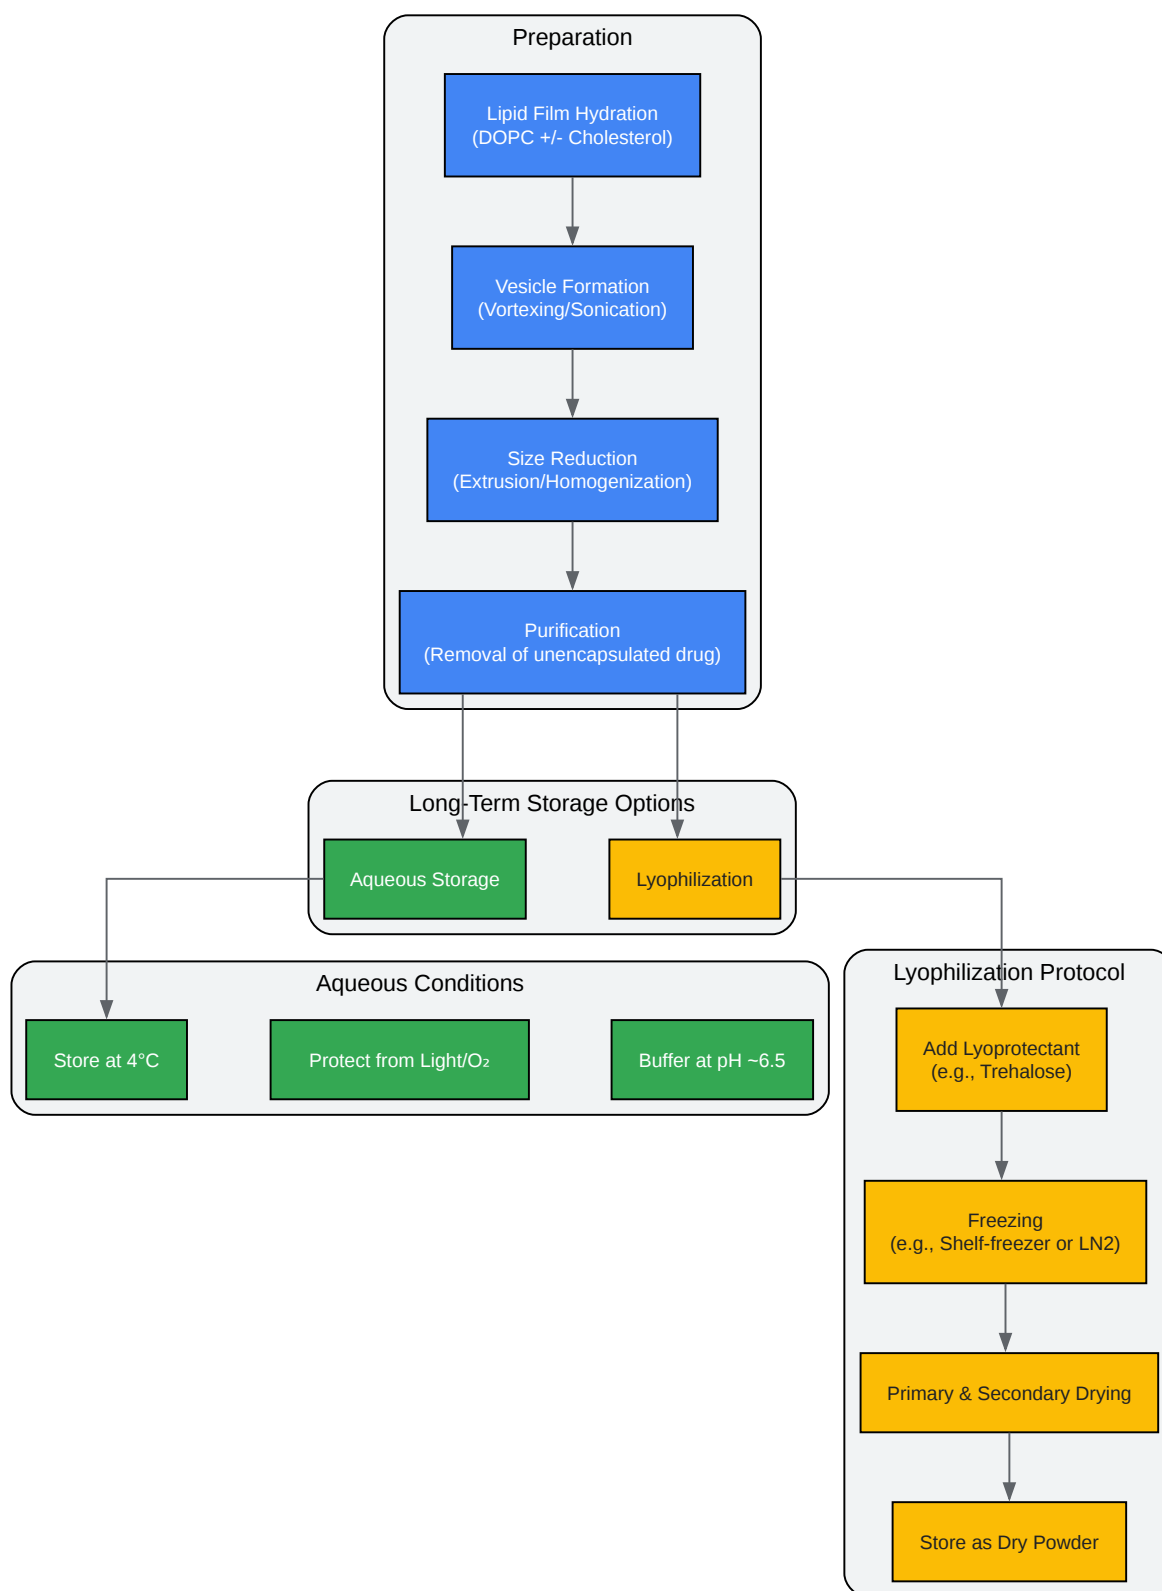 Preparation
Lipid Film Hydration
(DOPC +/- Cholesterol)
Vesicle Formation
(Vortexing/Sonication)
Size Reduction
(Extrusion/Homogenization)
Purification
(Removal of unencapsulated drug)
Long-Term Storage Options
Aqueous Storage
Lyophilization
Aqueous Conditions
Store at 4°C
Protect from Light/O₂
Buffer at pH ~6.5
Lyophilization Protocol
Add Lyoprotectant
(e.g., Trehalose)
Freezing
(e.g., Shelf-freezer or LN2)
Primary & Secondary Drying
Store as Dry Powder